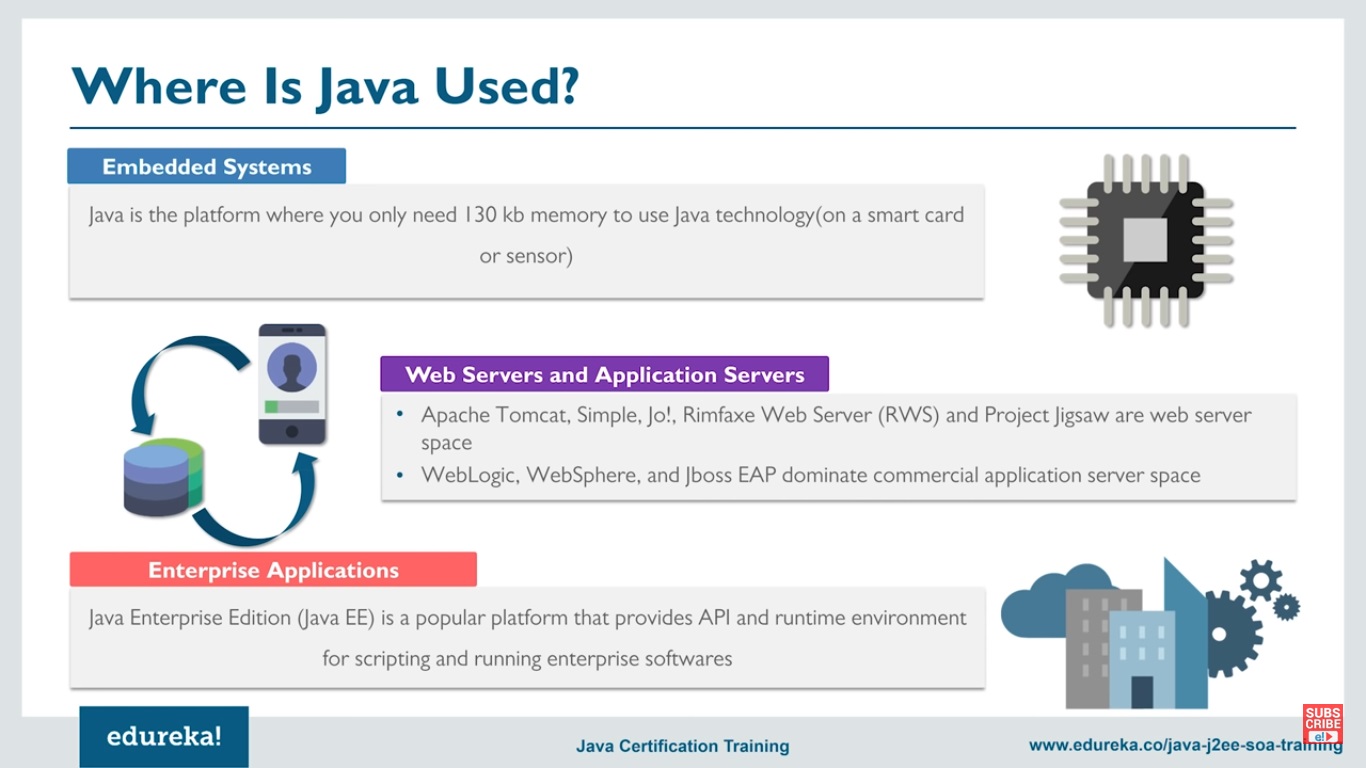 Where Is Java Used?
Embedded Systems
Java is the platform where you only need 130 kb memory to use Java technology(on a smart card
or sensor)
Web Servers and Application Servers
• Apache Tomcat, Simple, Jo!, Rimfaxe Web Server (RWS) and Project Jigsaw are web server
space
• WebLogic, WebSphere, and Jboss EAP dominate commercial application server space
Enterprise Applications
Java Enterprise Edition (Java EE) is a popular platform that provides API and runtime environment
for scripting and running enterprise softwares
edureka!
Java Certification Training
www.edureka.co/java-j2ee-soa-training
SUBS
CRIBE
e!